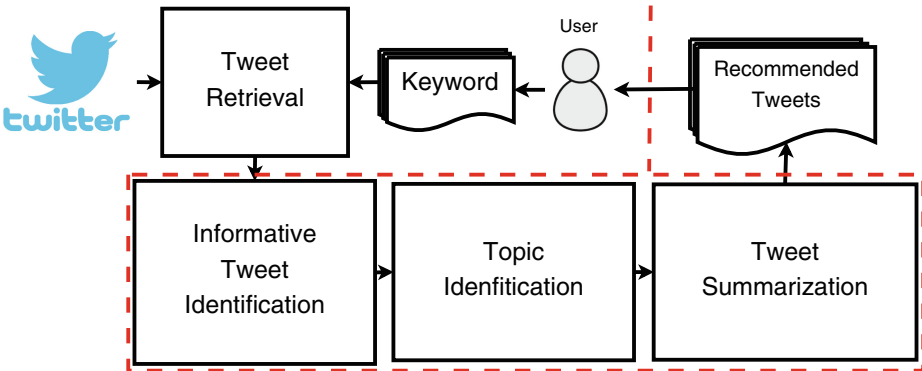 twitter
Tweet
Retrieval
Keyword
User
Recommended
Tweets
Informative
Tweet
Identification
Topic
Idenfitication
Tweet
Summarization